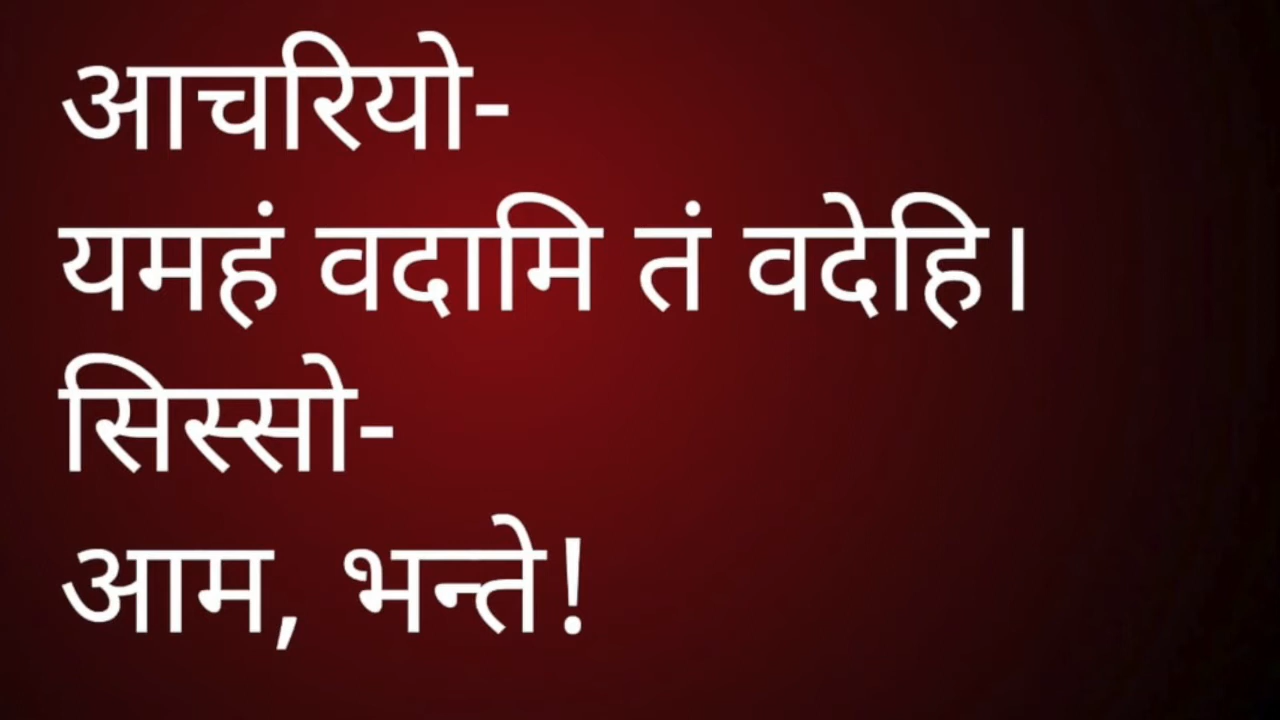 आचरियो-
यमहं वदामि तं वदेहि।
सिस्सो-
आम, भन्ते!